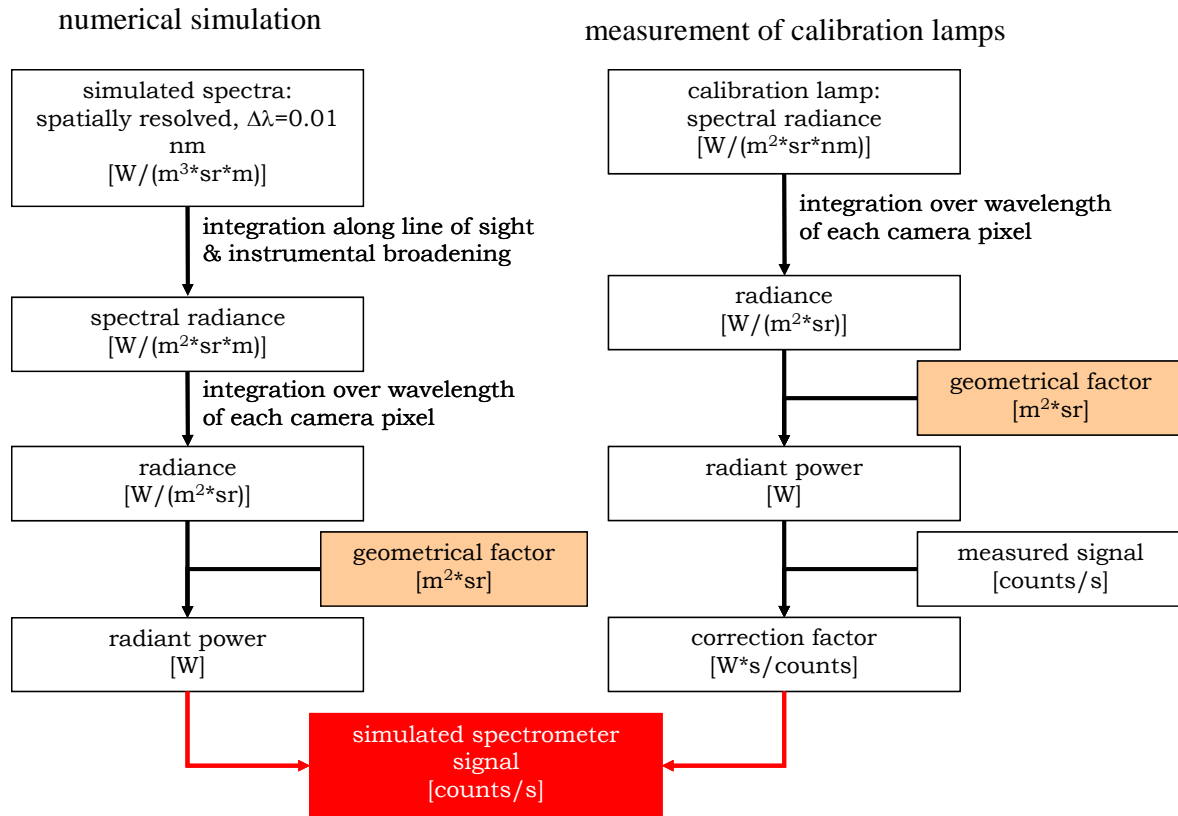 numerical simulation
measurement of calibration lamps
simulated spectra:
spatially resolved, Δλ=0.01
nm
[W/(m³*sr*m)]
integration along line of sight
& instrumental broadening
spectral radiance
[W/(m²*sr*m)]
integration over wavelength
of each camera pixel
radiance
[W/(m²*sr)]
geometrical factor
[m²*sr]
radiant power
[W]
calibration lamp:
spectral radiance
[W/(m²*sr*nm)]
integration over wavelength
of each camera pixel
radiance
[W/(m²*sr)]
geometrical factor
[m²*sr]
radiant power
[W]
measured signal
[counts/s]
correction factor
[W*s/counts]
simulated spectrometer
signal
[counts/s]